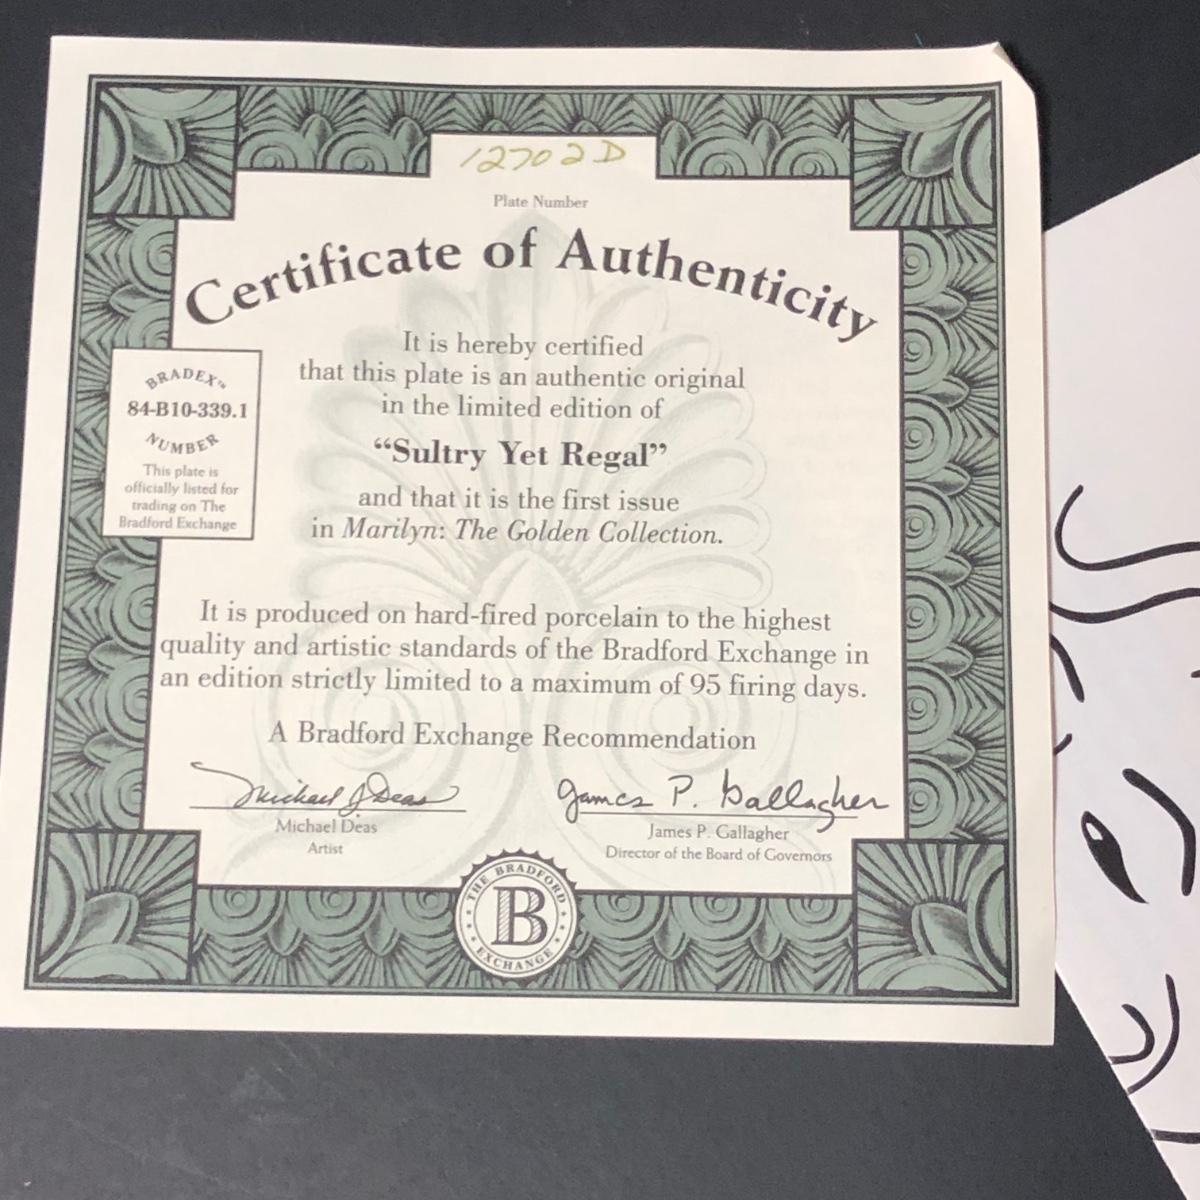 12702D
Plate Number
Certificate of Authenticity
It is hereby certified
that this plate is an authentic original
in the limited edition of
“Sultry Yet Regal”
and that it is the first issue
in Marilyn: The Golden Collection.
BRADEX™
84-B10-339.1
NUMBER
This plate is
officially listed for
trading on The
Bradford Exchange
It is produced on hard-fired porcelain to the highest
quality and artistic standards of the Bradford Exchange in
an edition strictly limited to a maximum of 95 firing days.
A Bradford Exchange Recommendation
Michael J Deas
Michael Deas
Artist
James P. Gallagher
James P. Gallagher
Director of the Board of Governors
THE BRADFORD
B
EXCHANGE